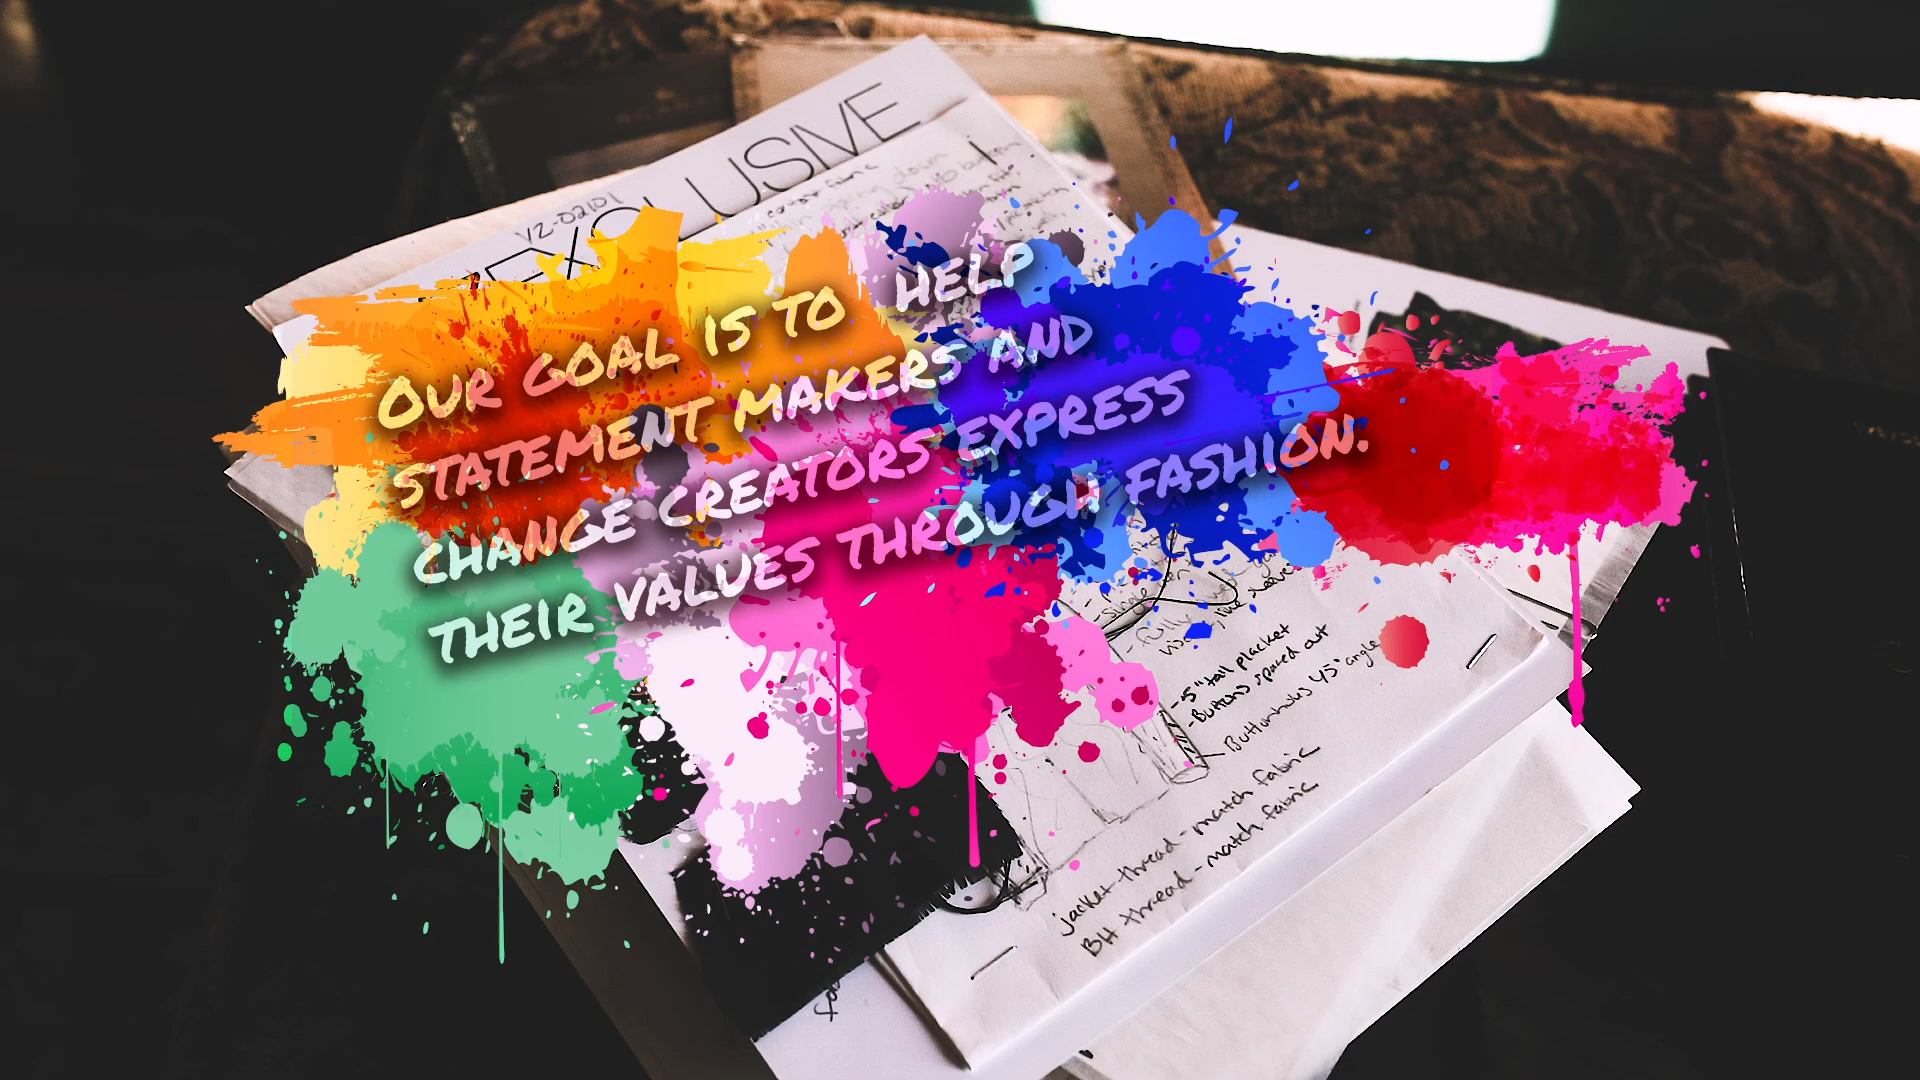 EXCLUSIVE
V2-02101
OUR GOAL IS TO HELP
STATEMENT MAKERS AND
CHANGE CREATORS EXPRESS
THEIR VALUES THROUGH FASHION.
-5" tall placket
-Buttons spaced out
Buttonholes 45° angle
jacket thread - match fabric
BH thread - match fabric